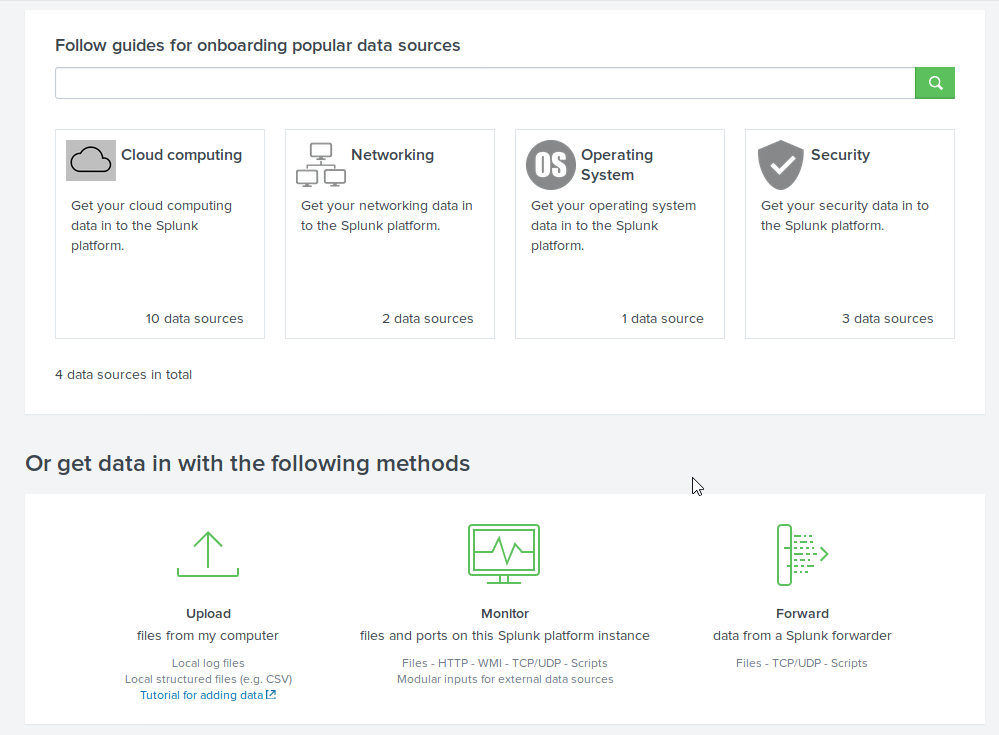 Follow guides for onboarding popular data sources
Cloud computing
Get your cloud computing
data in to the Splunk
platform.
10 data sources
Networking
Get your networking data in
to the Splunk platform.
2 data sources
OS
Operating
System
Get your operating system
data in to the Splunk
platform.
1 data source
Security
Get your security data in to
the Splunk platform.
3 data sources
4 data sources in total
Or get data in with the following methods
Upload
files from my computer
Local log files
Local structured files (e.g. CSV)
Tutorial for adding data
Monitor
files and ports on this Splunk platform instance
Files - HTTP - WMI - TCP/UDP - Scripts
Modular inputs for external data sources
Forward
data from a Splunk forwarder
Files - TCP/UDP - Scripts